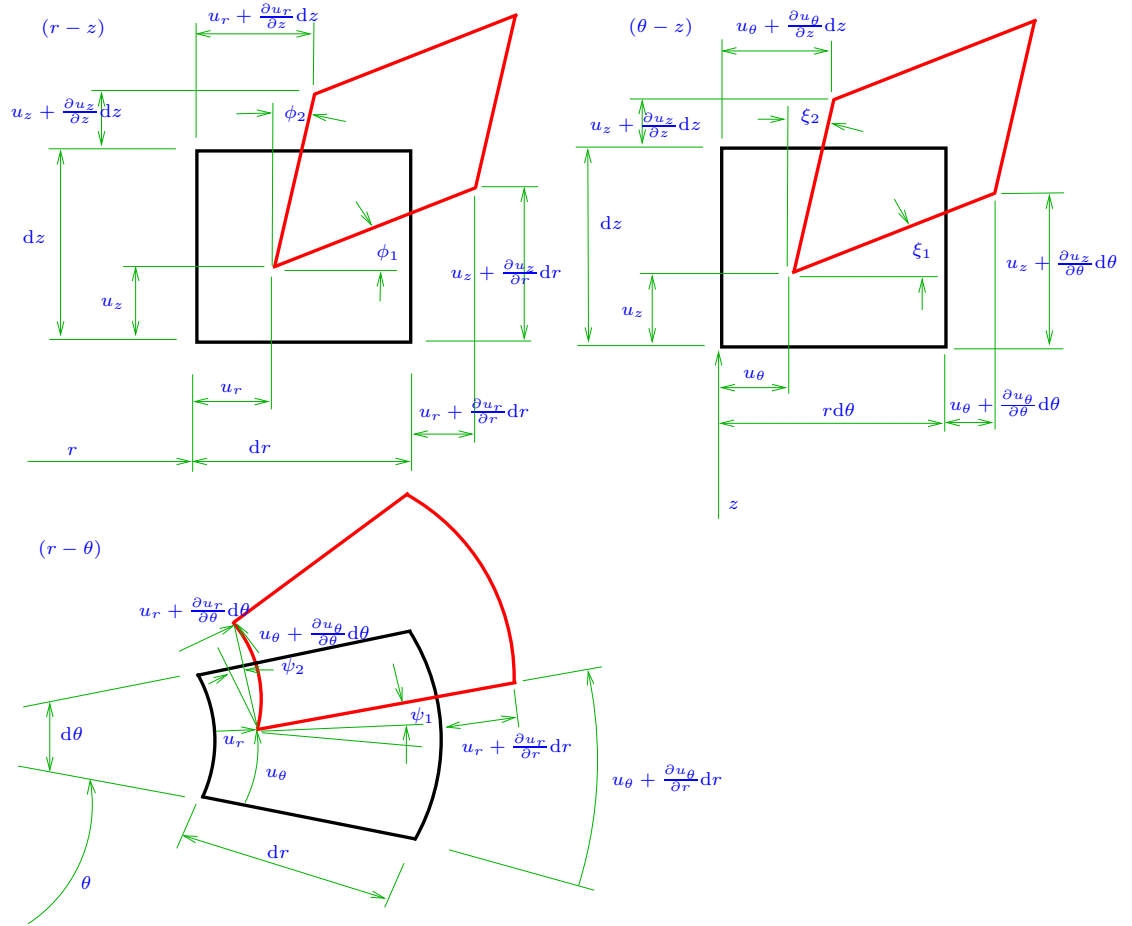 (r − z)
u_r + ∂u_r/∂z dz
u_z + ∂u_z/∂z dz
ϕ_2
dz
ϕ_1
u_z
u_z + ∂u_z/∂r dr
u_r
u_r + ∂u_r/∂r dr
r
dr
(θ − z)
u_θ + ∂u_θ/∂z dz
u_z + ∂u_z/∂z dz
ξ_2
dz
ξ_1
u_z
u_z + ∂u_z/∂θ dθ
u_θ
rdθ
u_θ + ∂u_θ/∂θ dθ
z
(r − θ)
u_r + ∂u_r/∂θ dθ
u_θ + ∂u_θ/∂θ dθ
ψ_2
dθ
u_r
ψ_1
u_r + ∂u_r/∂r dr
u_θ
u_θ + ∂u_θ/∂r dr
dr
θ